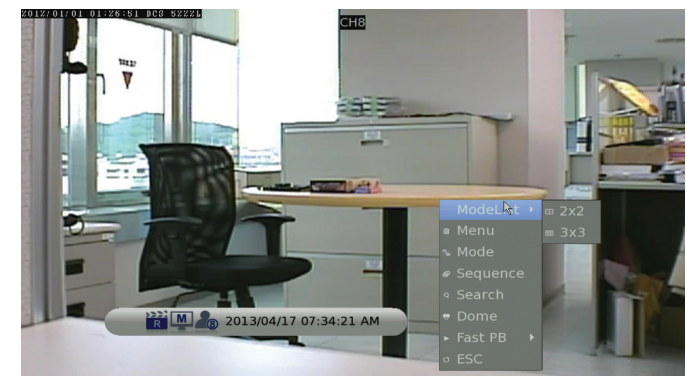 2012/01/01 01:26:51 DCS 5222L
CH8
ModeList
2x2
Menu
3x3
Mode
Sequence
Search
Dome
Fast PB
ESC
R M 8
2013/04/17 07:34:21 AM